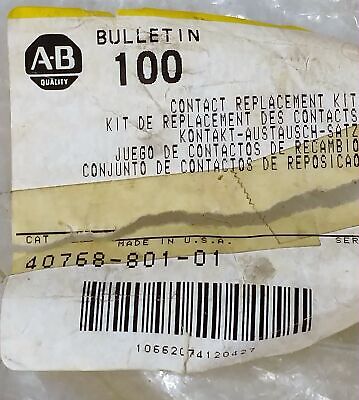 A-B
QUALITY
BULLETIN
100
CONTACT REPLACEMENT KIT
KIT DE REPLACEMENT DES CONTACTS
KONTAKT-AUSTAUSCH-SATZ
JUEGO DE CONTACTOS DE RECAMBIO
CONJUNTO DE CONTACTOS DE REPOSICAO
CAT
MADE IN U.S.A.
SER
40768-801-01
10662074120427